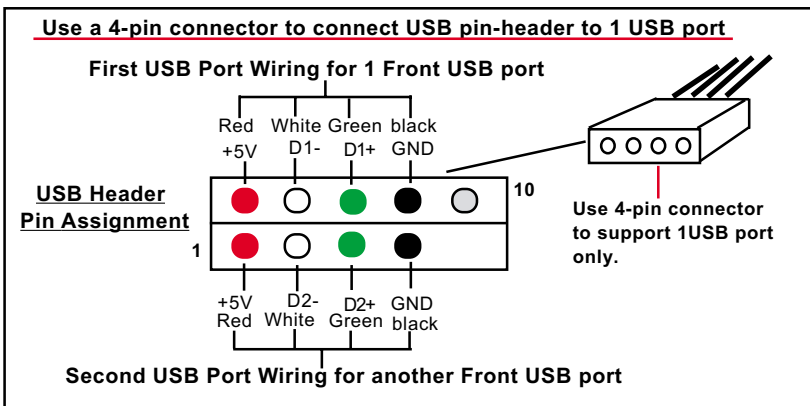 Use a 4-pin connector to connect USB pin-header to 1 USB port
First USB Port Wiring for 1 Front USB port
Red White Green black
+5V D1- D1+ GND
USB Header
Pin Assignment
10
1
Use 4-pin connector
to support 1USB port
only.
+5V D2- D2+ GND
Red White Green black
Second USB Port Wiring for another Front USB port